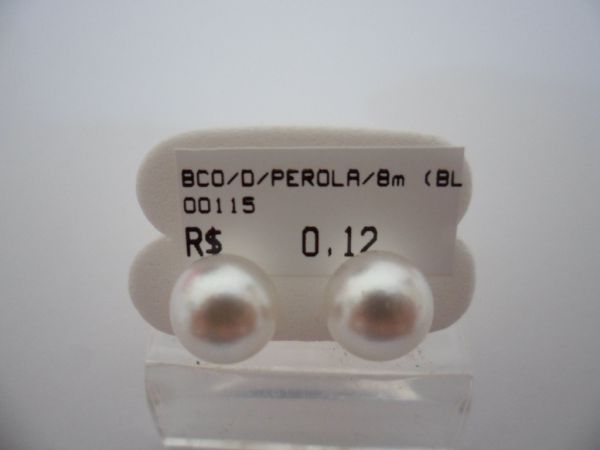 BCO/D/PEROLA/8m (BL
00115
R$ 0,12